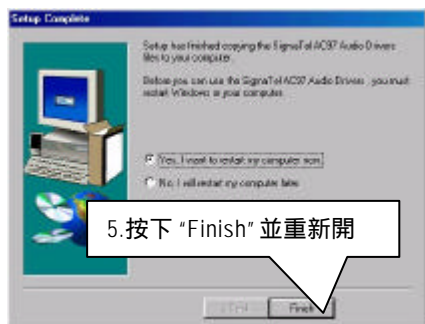 Setup Complete
Setup has finished copying the SigmaTel AC97 Audio Drivers
files to your computer.
Before you can use the SigmaTel AC97 Audio Drivers , you must
restart Windows or your computer.
Yes, I want to restart my computer now.
No, I will restart my computer later.
5.按下 “Finish” 並重新開
Finish